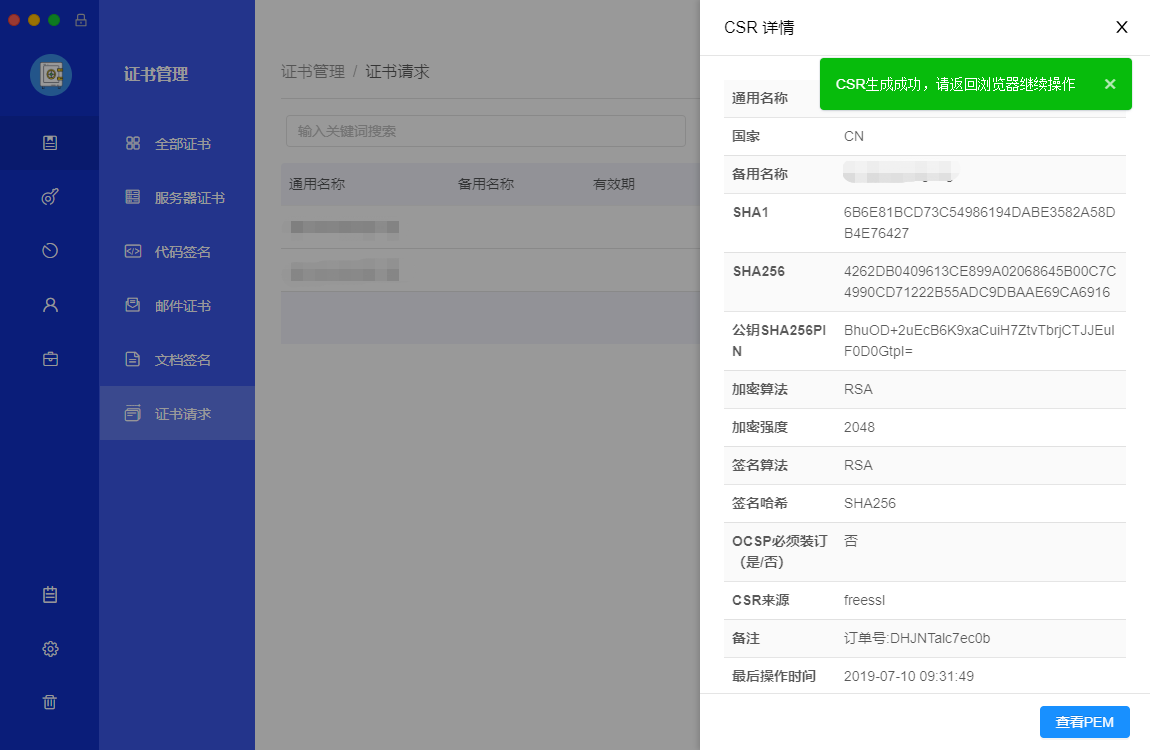 证书管理
全部证书
服务器证书
代码签名
邮件证书
文档签名
证书请求
证书管理 / 证书请求
输入关键词搜索
通用名称 备用名称 有效期
CSR 详情
CSR生成成功，请返回浏览器继续操作
通用名称
国家 CN
备用名称
SHA1 6B6E81BCD73C54986194DABE3582A58D
B4E76427
SHA256 4262DB0409613CE899A02068645B00C7C
4990CD71222B55ADC9DBAAE69CA6916
公钥SHA256PI BhuOD+2uEcB6K9xaCuiH7ZtvTbrjCTJJEuI
N F0D0GtpI=
加密算法 RSA
加密强度 2048
签名算法 RSA
签名哈希 SHA256
OCSP必须装订 否
（是/否）
CSR来源 freessl
备注 订单号:DHJNTalc7ec0b
最后操作时间 2019-07-10 09:31:49
查看PEM